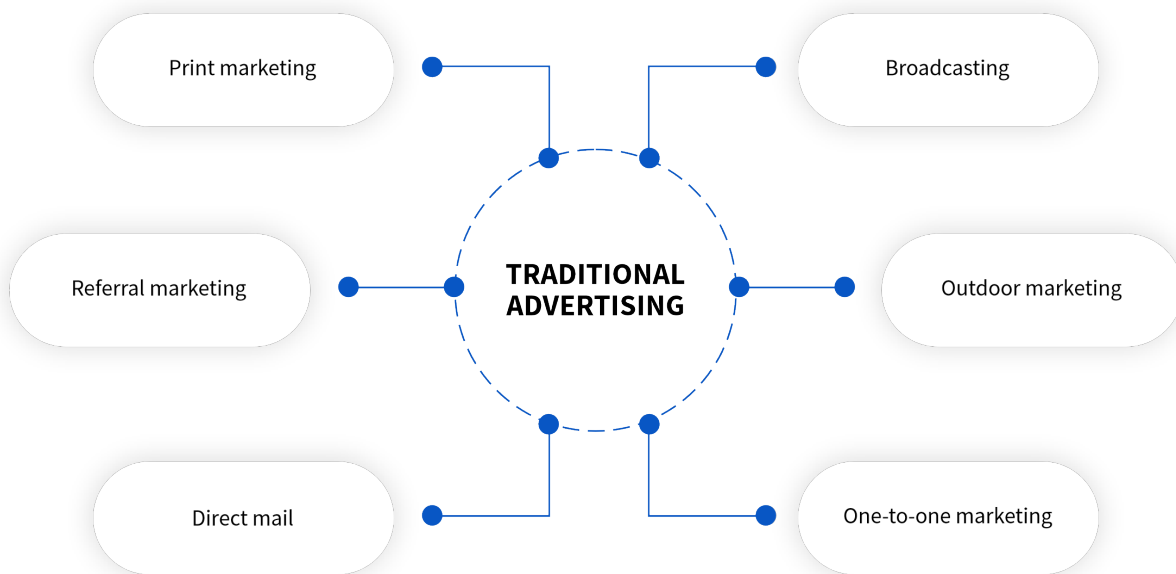 Print marketing
Broadcasting
Referral marketing
TRADITIONAL
ADVERTISING
Outdoor marketing
Direct mail
One-to-one marketing